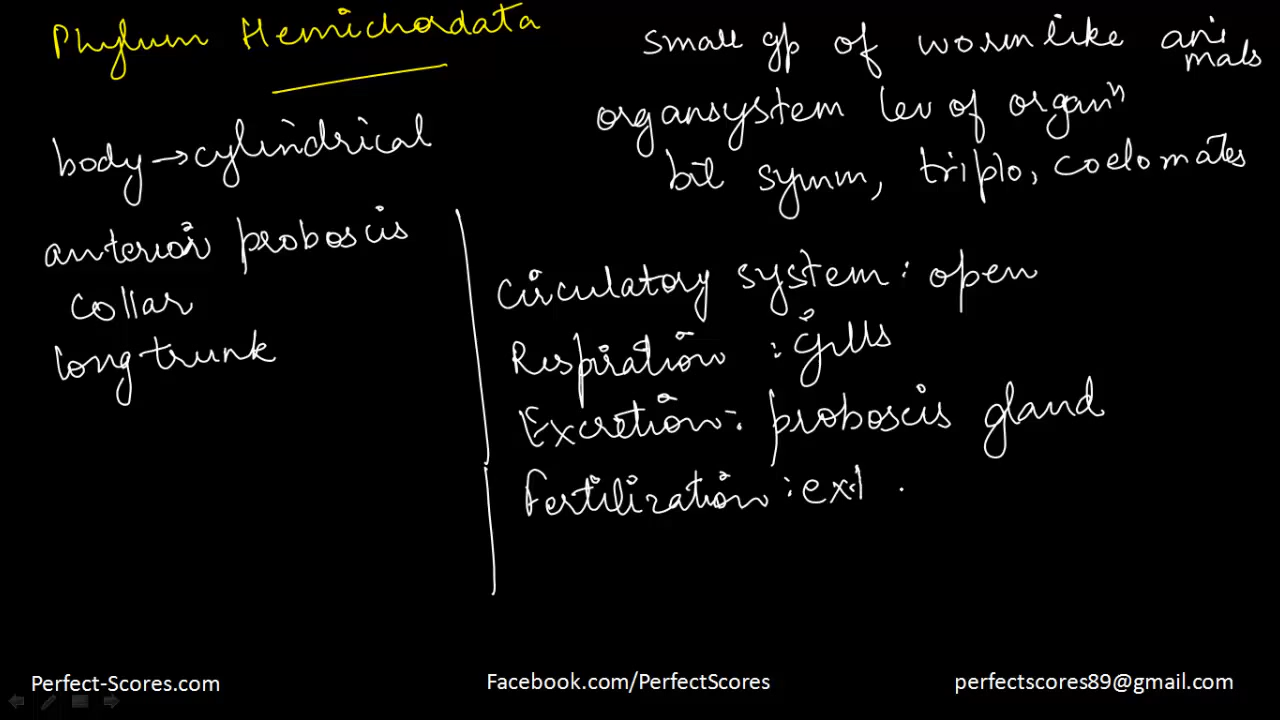 Phylum Hemichordata
small gp of wormlike animals
organsystem lev of organⁿ
bil symm, triplo, coelomates
body → cylindrical
anterior proboscis
collar
long trunk
Circulatory system : open
Respiration : Gills
Excretion : proboscis gland
Fertilization : ext .
Perfect-Scores.com
Facebook.com/PerfectScores
perfectscores89@gmail.com